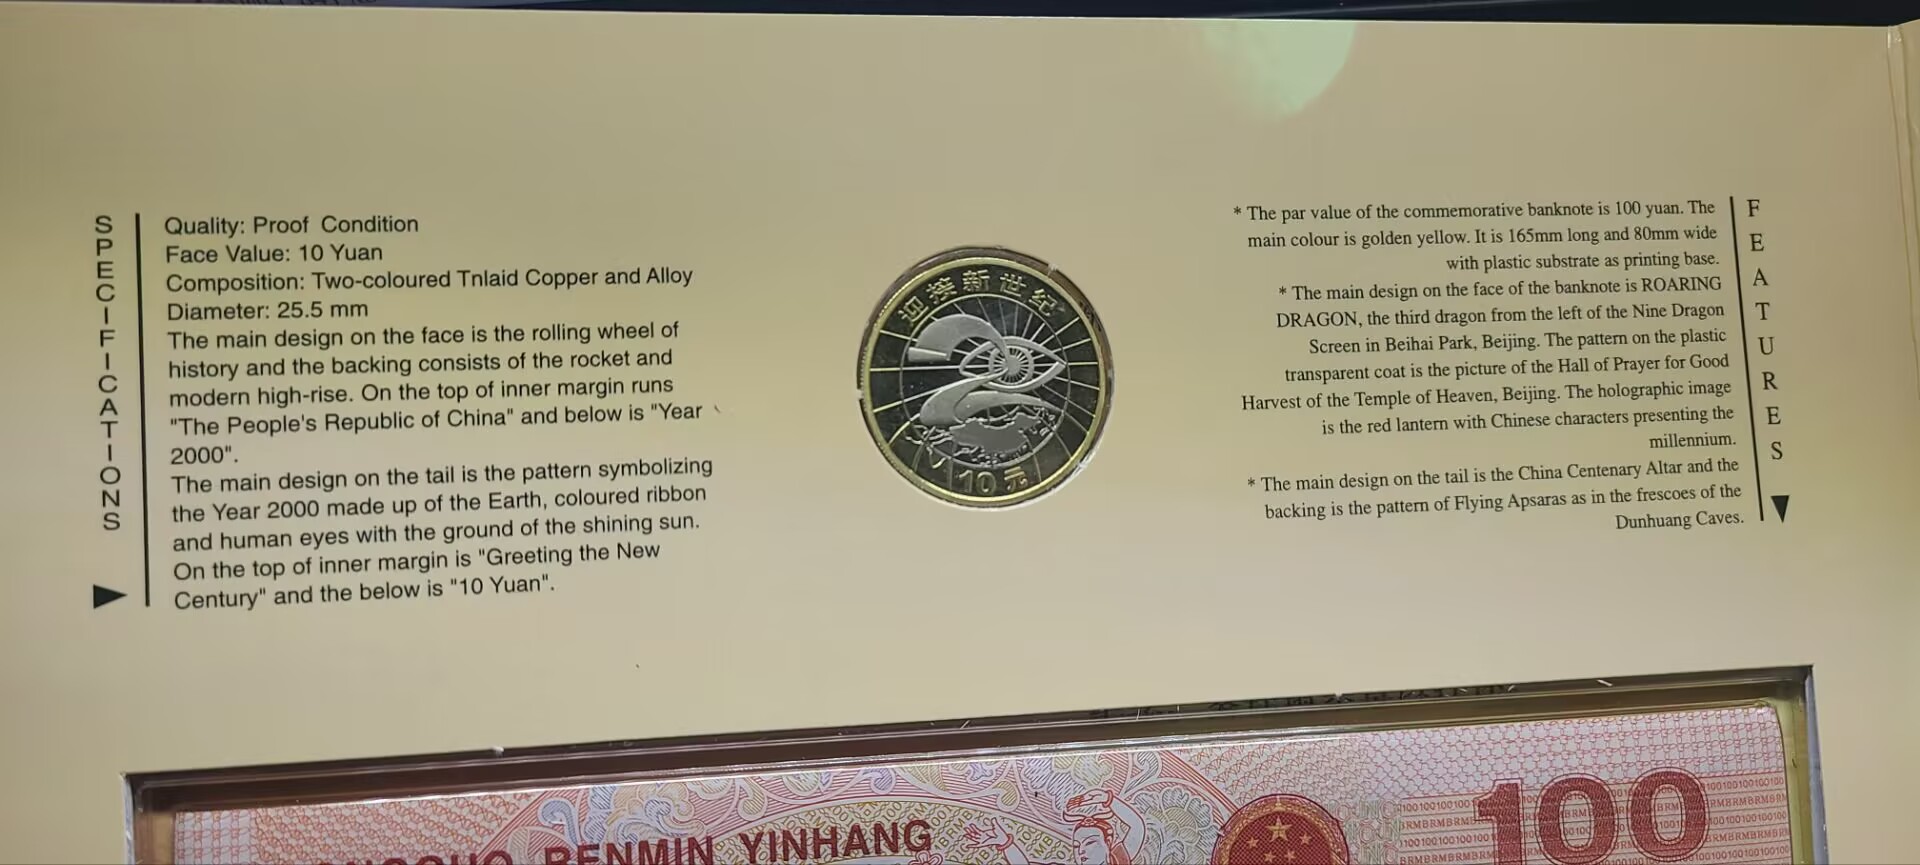 SPECIFICATIONS
Quality: Proof Condition
Face Value: 10 Yuan
Composition: Two-coloured Tnlaid Copper and Alloy
Diameter: 25.5 mm
The main design on the face is the rolling wheel of
history and the backing consists of the rocket and
modern high-rise. On the top of inner margin runs
"The People's Republic of China" and below is "Year
2000".
The main design on the tail is the pattern symbolizing
the Year 2000 made up of the Earth, coloured ribbon
and human eyes with the ground of the shining sun.
On the top of inner margin is "Greeting the New
Century" and the below is "10 Yuan".
迎接新世纪
10元
* The par value of the commemorative banknote is 100 yuan. The
main colour is golden yellow. It is 165mm long and 80mm wide
with plastic substrate as printing base.
* The main design on the face of the banknote is ROARING
DRAGON, the third dragon from the left of the Nine Dragon
Screen in Beihai Park, Beijing. The pattern on the plastic
transparent coat is the picture of the Hall of Prayer for Good
Harvest of the Temple of Heaven, Beijing. The holographic image
is the red lantern with Chinese characters presenting the
millennium.
* The main design on the tail is the China Centenary Altar and the
backing is the pattern of Flying Apsaras as in the frescoes of the
Dunhuang Caves.
FEATURES
RENMIN YINHANG
100